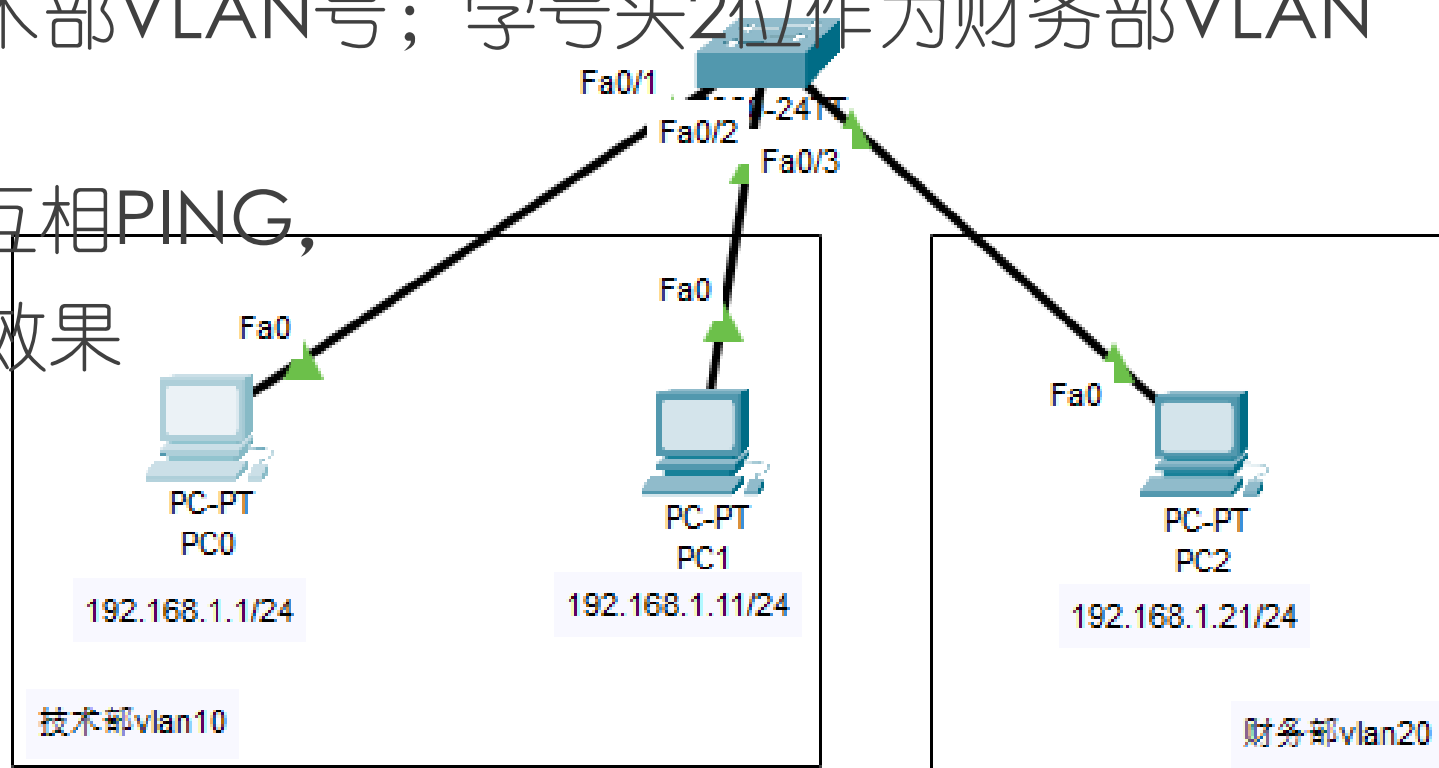 术部VLAN号；学号头2位作为财务部VLAN
Fa0/1
-24TT
Fa0/2
Fa0/3
互相PING,
Fa0
Fa0
效果
Fa0
PC-PT
PC0
PC-PT
PC1
PC-PT
PC2
192.168.1.1/24
192.168.1.11/24
192.168.1.21/24
技术部vlan10
财务部vlan20